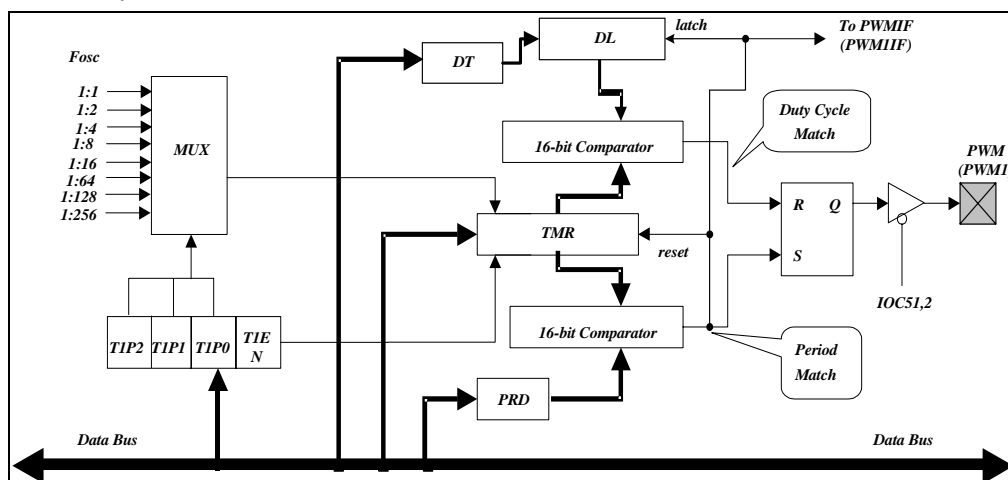 Fosc
1:1
1:2
1:4
1:8
1:16
1:64
1:128
1:256
MUX
DT
DL
latch
To PWMIF
(PWM1IF)
16-bit Comparator
Duty Cycle
Match
PWM
(PWM1
R Q
S
TMR
reset
IOC51,2
T1P2 T1P1 T1P0 T1E
N
16-bit Comparator
Period
Match
PRD
Data Bus
Data Bus